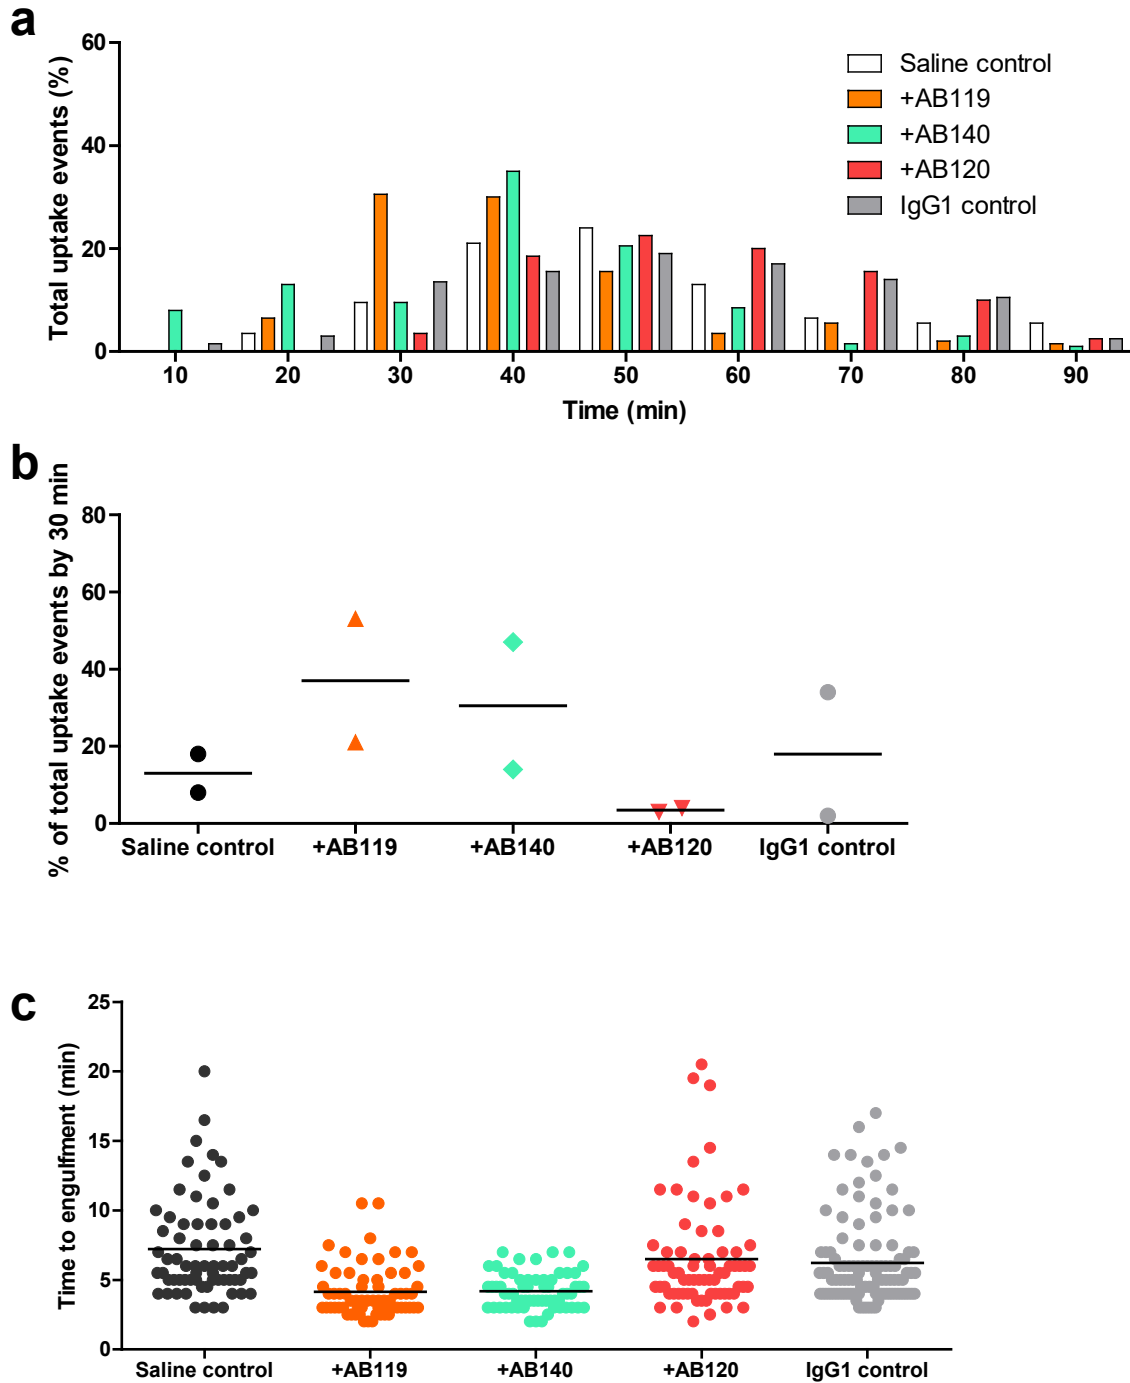 a
Total uptake events (%)
60
40
20
0
Saline control
+AB119
+AB140
+AB120
IgG1 control
10 20 30 40 50 60 70 80 90
Time (min)
b
% of total uptake events by 30 min
80
60
40
20
0
Saline control +AB119 +AB140 +AB120 IgG1 control
c
Time to engulfment (min)
25
20
15
10
5
0
Saline control +AB119 +AB140 +AB120 IgG1 control